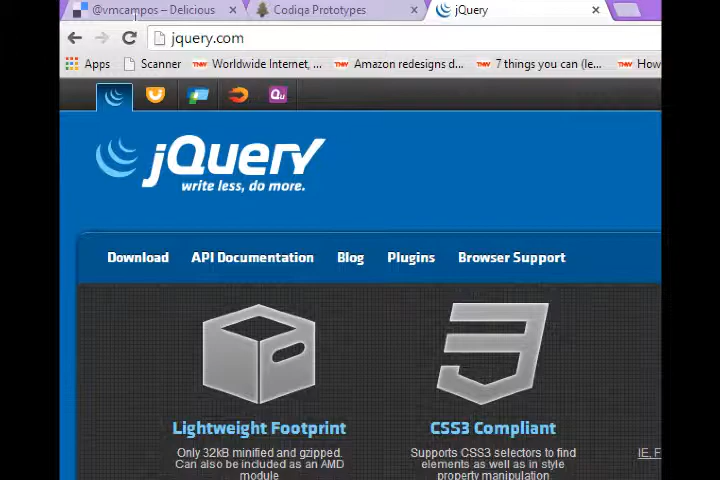 @vmcampos – Delicious
Codiqa Prototypes
jQuery
jquery.com
Apps
Scanner
Worldwide Internet, ...
Amazon redesigns d...
7 things you can (le...
How
Qu
jQuery
write less, do more.
Download
API Documentation
Blog
Plugins
Browser Support
Lightweight Footprint
CSS3 Compliant
Only 32kB minified and gzipped.
Can also be included as an AMD
module
Supports CSS3 selectors to find
elements as well as in style
property manipulation
IE, F